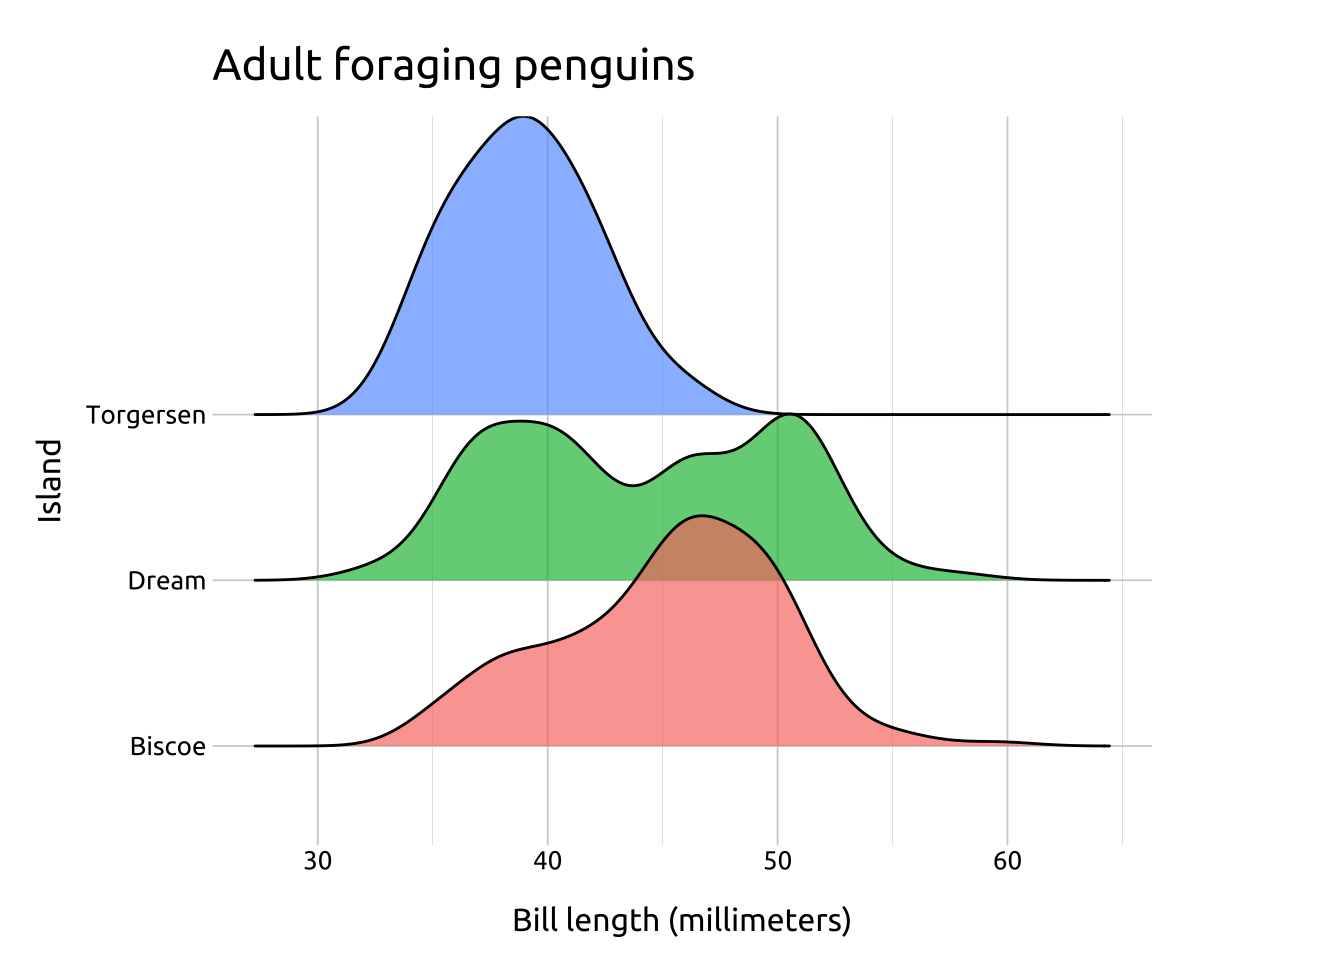 Adult foraging penguins
Island
Torgersen
Dream
Biscoe
30 40 50 60
Bill length (millimeters)